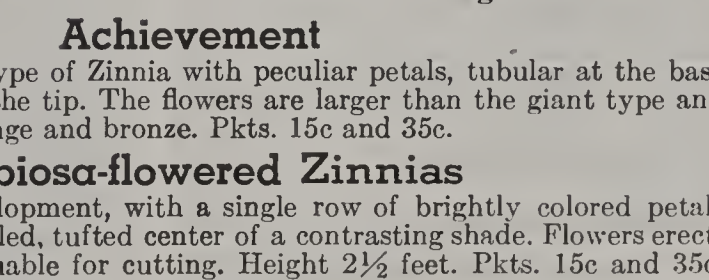 Achievement
ype of Zinnia with peculiar petals, tubular at the bas
he tip. The flowers are larger than the giant type an
nge and bronze. Pkts. 15c and 35c.
biosa-flowered Zinnias
lopment, with a single row of brightly colored petal
led, tufted center of a contrasting shade. Flowers erect
nable for cutting. Height 2½ feet. Pkts. 15c and 35c